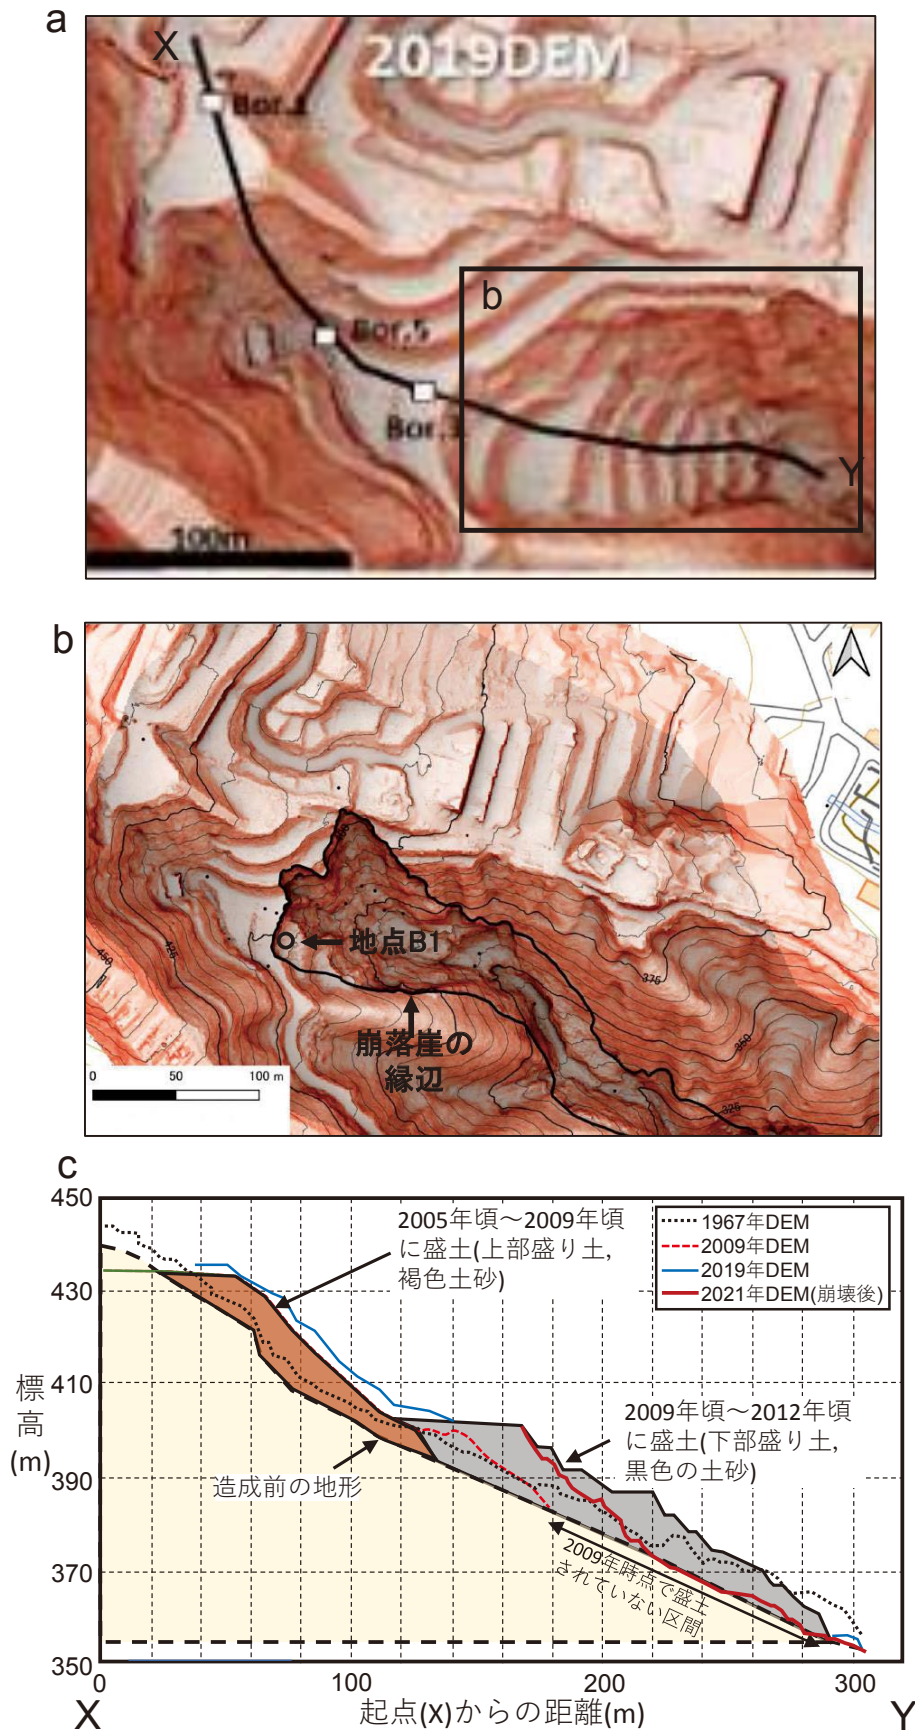 a
X
2019DEM
Bor.
b
Bor.5
Bor.
Y
100m
b
地点B1
崩落崖の
縁辺
450
425
375
350
325
0 50 100 m
c
450
430
410
390
370
350
標
高
(m)
2005年頃～2009年頃
に盛土(上部盛り土,
褐色土砂)
1967年DEM
2009年DEM
2019年DEM
2021年DEM(崩壊後)
2009年頃～2012年頃
に盛土(下部盛り土,
黒色の土砂)
造成前の地形
2009年時点で盛土
されていない区間
0 100 200 300
X 起点(X)からの距離(m) Y